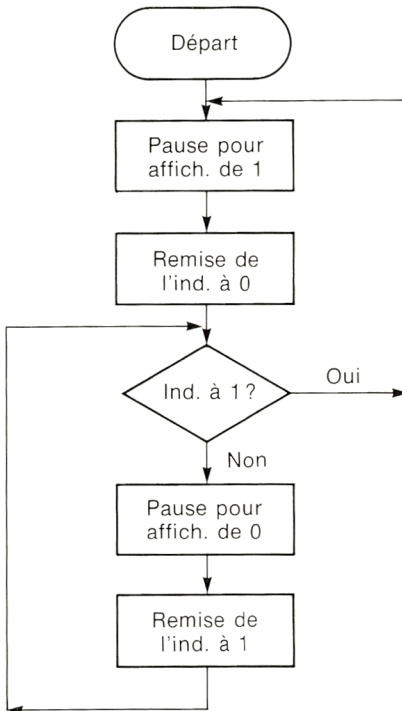 Départ
Pause pour
affich. de 1
Remise de
l'ind. à 0
Ind. à 1?
Oui
Non
Pause pour
affich. de 0
Remise de
l'ind. à 1